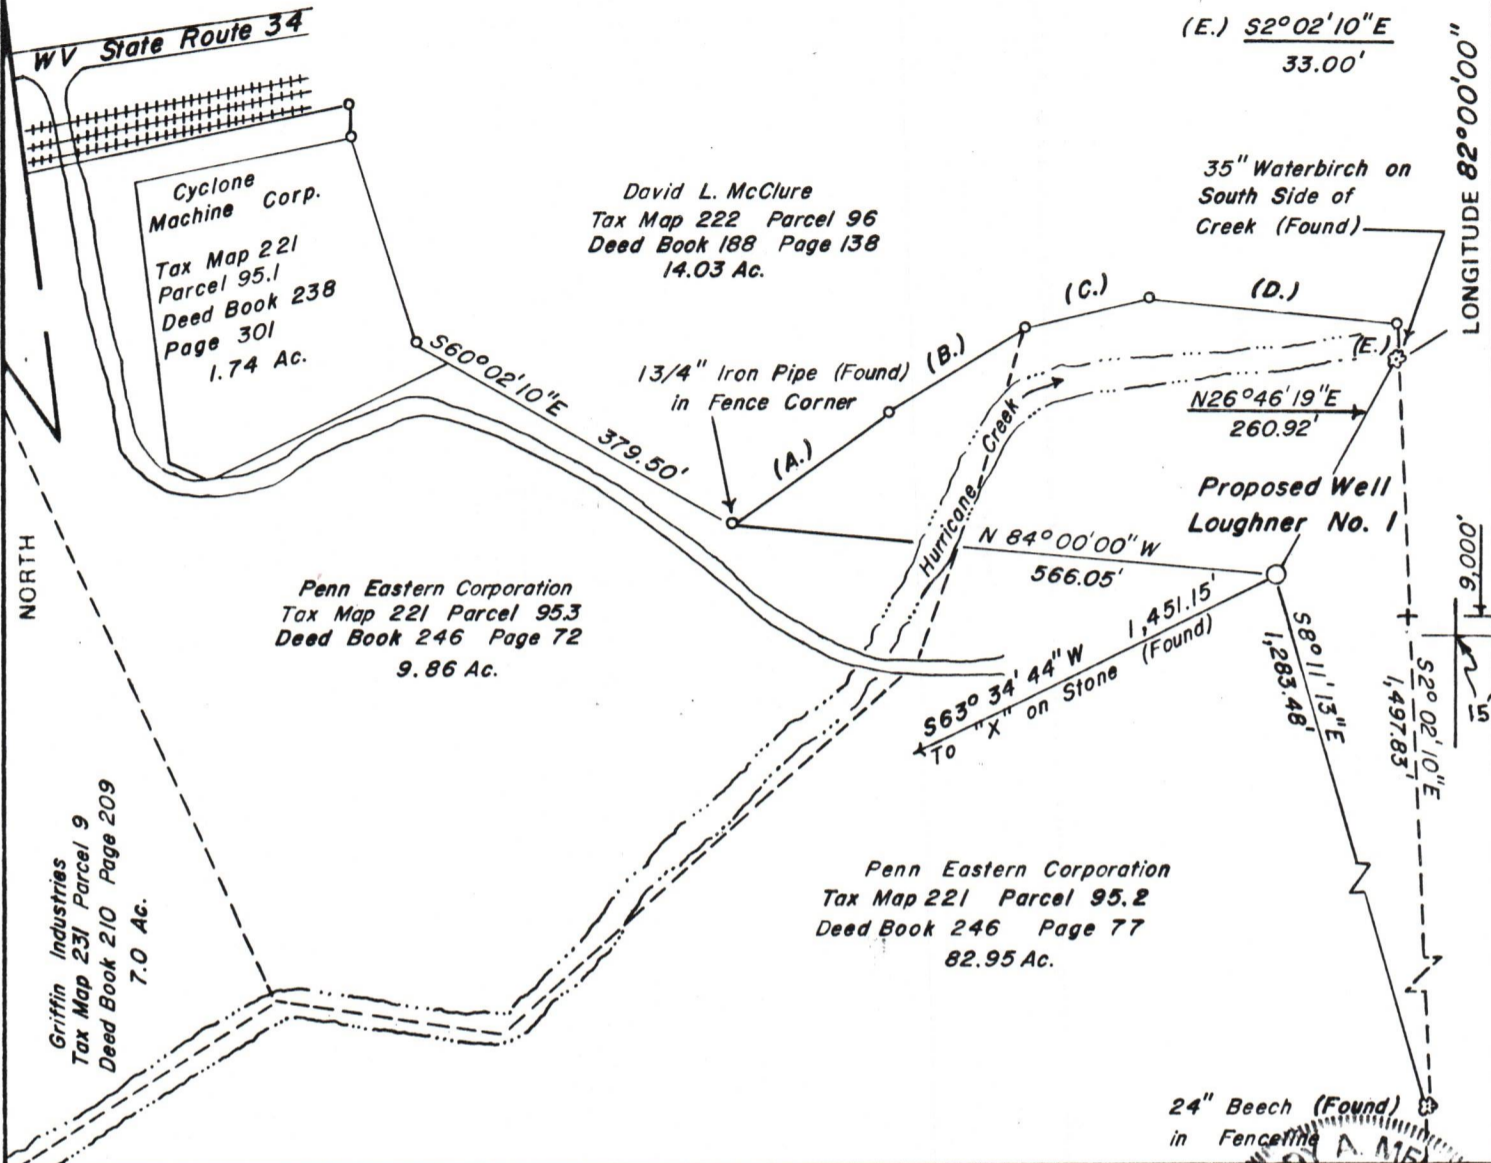 WV State Route 34
(E.) S2°02'10"E
33.00'
LONGITUDE 82°00'00"
35" Waterbirch on
South Side of
Creek (Found)
Cyclone
Machine Corp.
Tax Map 221
Parcel 95.1
Deed Book 238
Page 301
1.74 Ac.
David L. McClure
Tax Map 222 Parcel 96
Deed Book 188 Page 138
14.03 Ac.
(C.)
(D.)
(B.)
(E.)
(A.)
S60°02'10"E
379.50'
1 3/4" Iron Pipe (Found)
in Fence Corner
N26°46'19"E
260.92'
Hurricane Creek
Proposed Well
Loughner No. 1
N 84°00'00" W
566.05'
NORTH
Penn Eastern Corporation
Tax Map 221 Parcel 95.3
Deed Book 246 Page 72
9.86 Ac.
S63°34'44" W 1,451.15'
To "X" on Stone (Found)
S8°11'13"E
1,283.48'
9,000'
15'
S2°02'10"E
1,497.83'
Griffin Industries
Tax Map 231 Parcel 9
Deed Book 210 Page 209
7.0 Ac.
Penn Eastern Corporation
Tax Map 221 Parcel 95.2
Deed Book 246 Page 77
82.95 Ac.
24" Beech (Found)
in Fenceline